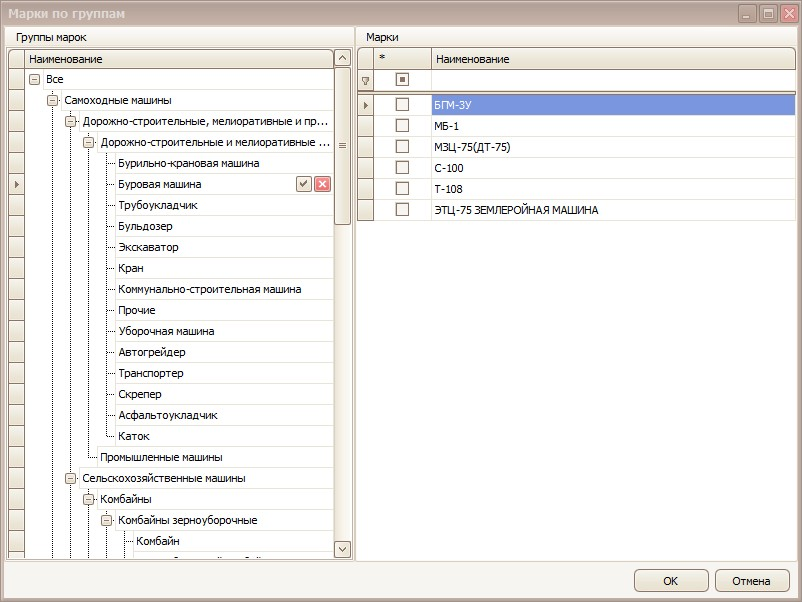 Марки по группам
Группы марок
Наименование
Все
Самоходные машины
Дорожно-строительные, мелиоративные и пр...
Дорожно-строительные и мелиоративные ...
Бурильно-крановая машина
Буровая машина
Трубоукладчик
Бульдозер
Экскаватор
Кран
Коммунально-строительная машина
Прочие
Уборочная машина
Автогрейдер
Транспортер
Скрепер
Асфальтоукладчик
Каток
Промышленные машины
Сельскохозяйственные машины
Комбайны
Комбайны зерноуборочные
Комбайн
Марки
* Наименование
БГМ-3У
МБ-1
МЗЦ-75(ДТ-75)
С-100
Т-108
ЭТЦ-75 ЗЕМЛЕРОЙНАЯ МАШИНА
ОК
Отмена